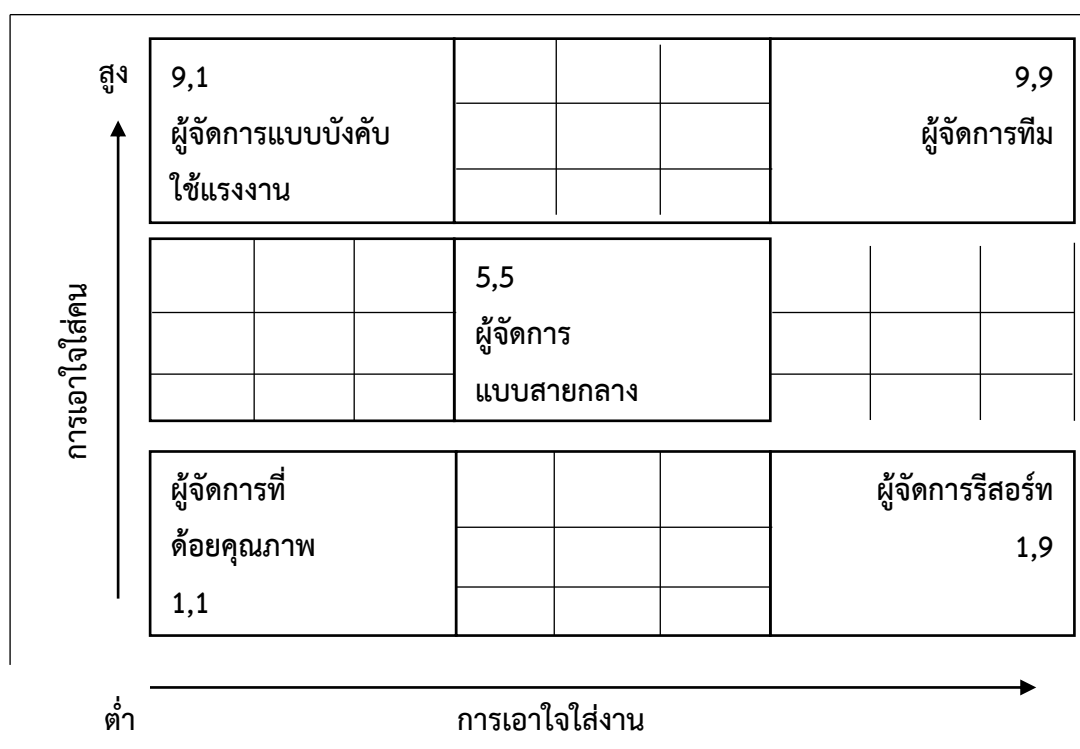 สูง
9,1
ผู้จัดการแบบบังคับ
ใช้แรงงาน
9,9
ผู้จัดการทีม
การเอาใจใส่คน
5,5
ผู้จัดการ
แบบสายกลาง
ผู้จัดการที่
ด้อยคุณภาพ
1,1
ผู้จัดการรีสอร์ท
1,9
ต่ำ
การเอาใจใส่งาน